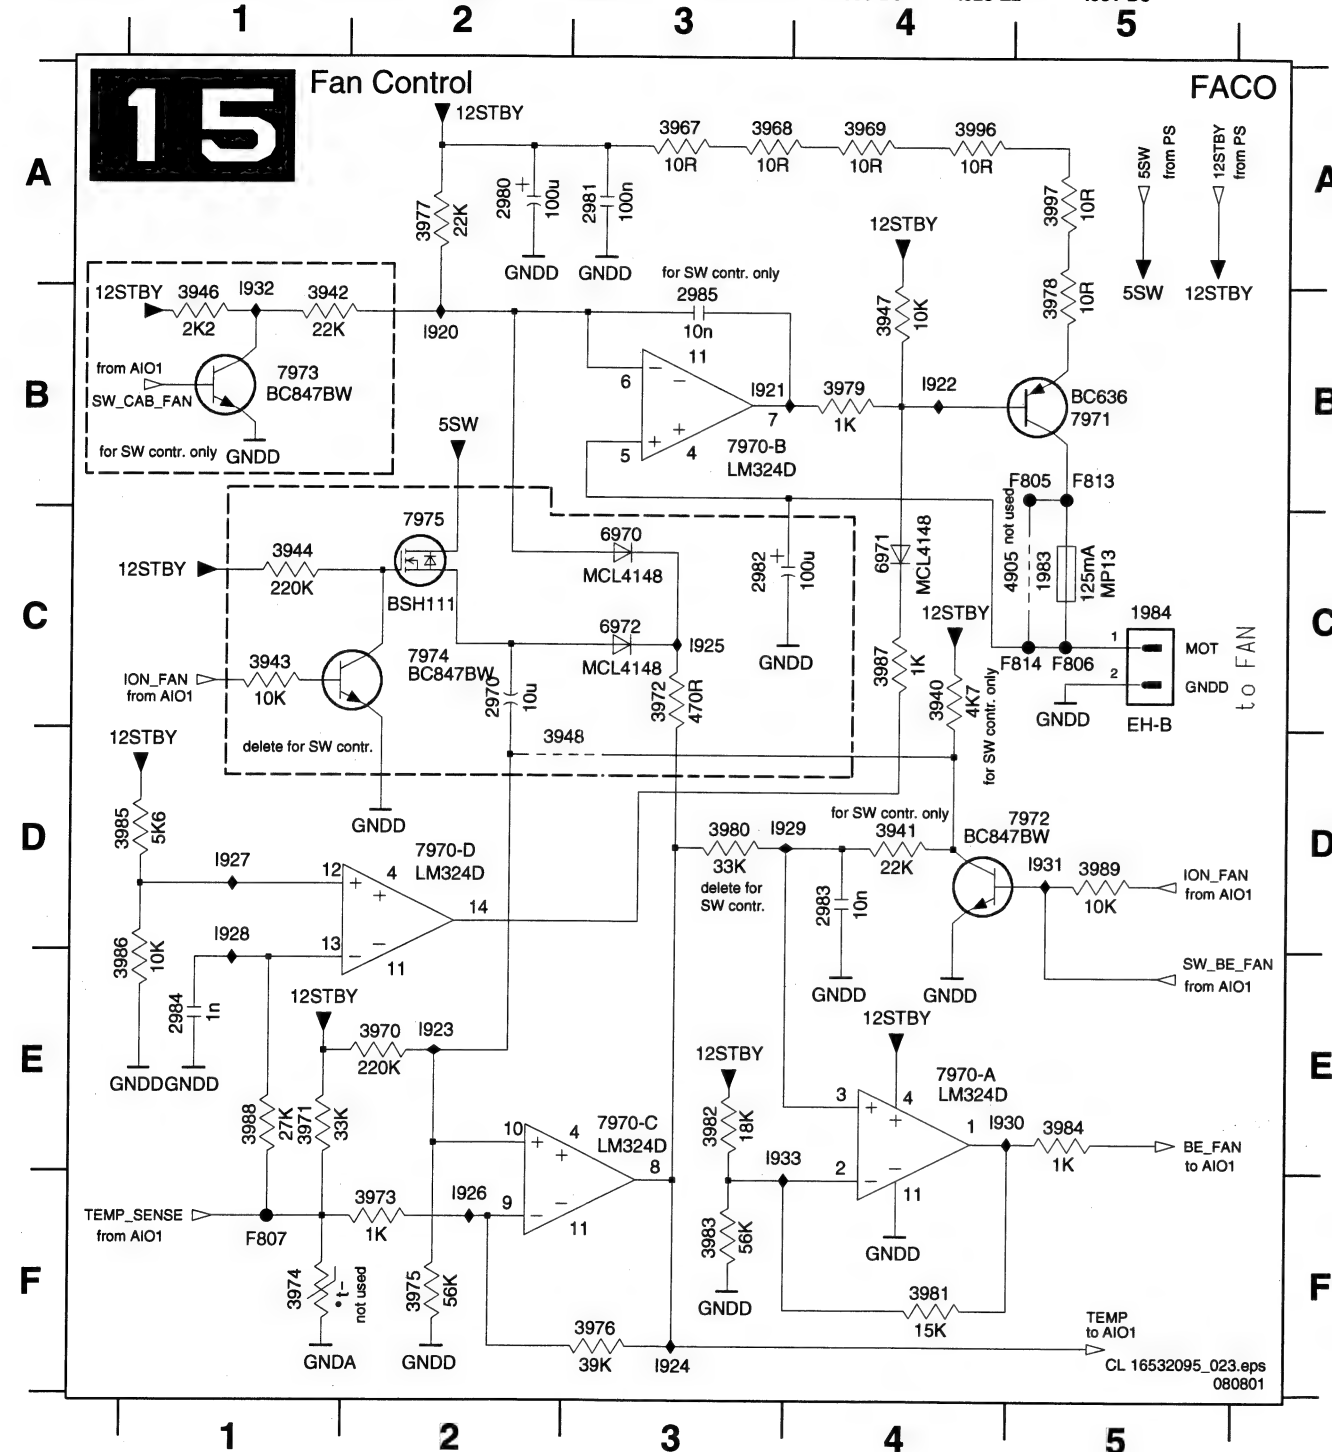 1 2 3 4 5
15
Fan Control
FACO
12STBY
3967
10R
3968
10R
3969
10R
3996
10R
5SW
from PS
12STBY
from PS
A
A
3977
22K
2980
+
100u
2981
100n
GNDD
GNDD
12STBY
3997
10R
3978
10R
5SW
12STBY
for SW contr. only
2985
10n
3947
10K
12STBY
3946
2K2
I932
3942
22K
I920
from AIO1
SW_CAB_FAN
7973
BC847BW
for SW contr. only
GNDD
B
B
11
6
5
4
I921
7
7970-B
LM324D
3979
1K
I922
BC636
7971
5SW
F805
F813
7975
BSH111
12STBY
3944
220K
6970
MCL4148
2982
+
100u
6971
MCL4148
4905
not used
1983
125mA
MP13
C
C
12STBY
1984
1
MOT
2
GNDD
EH-B
to FAN
F814
F806
GNDD
6972
MCL4148
I925
GNDD
3987
1K
3940
4K7
for SW contr. only
ION_FAN
from AIO1
3943
10K
7974
BC847BW
2970
10u
3972
470R
delete for SW contr.
3948
12STBY
3985
5K6
GNDD
D
D
I927
12
4
7970-D
LM324D
14
13
11
I928
3980
33K
delete for
SW contr.
I929
for SW contr. only
3941
22K
2983
10n
7972
BC847BW
I931
3989
10K
ION_FAN
from AIO1
SW_BE_FAN
from AIO1
GNDD
GNDD
3986
10K
2984
1n
GNDD
GNDD
12STBY
3970
220K
I923
E
E
3988
27K
3971
33K
12STBY
3982
18K
12STBY
7970-A
LM324D
3
4
1
2
11
I930
3984
1K
BE_FAN
to AIO1
10
4
7970-C
LM324D
8
9
11
I933
TEMP_SENSE
from AIO1
F807
3973
1K
I926
GNDD
3983
56K
GNDD
F
F
3974
t-
not used
GNDA
3975
56K
GNDD
3976
39K
I924
3981
15K
TEMP
to AIO1
CL 16532095_023.eps
080801
1 2 3 4 5